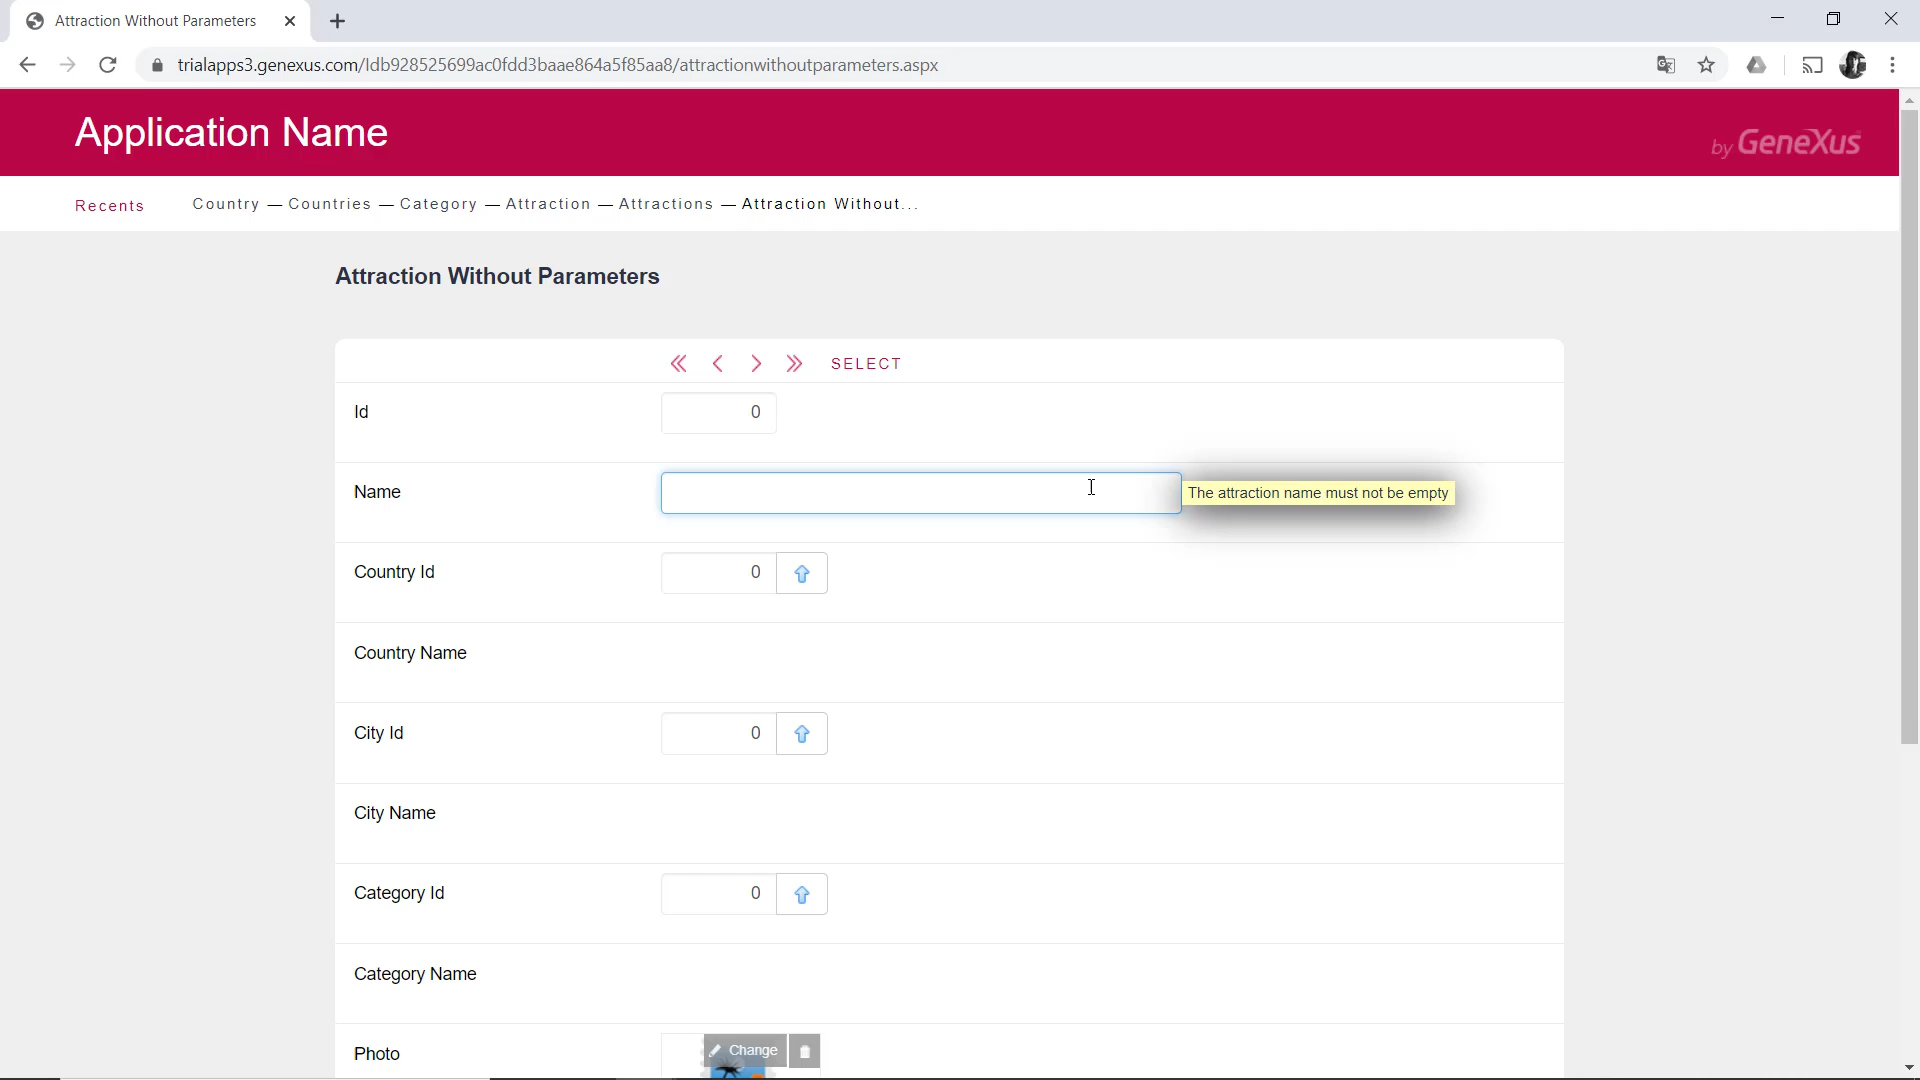 Attraction Without Parameters
trialapps3.genexus.com/Idb928525699ac0fdd3baae864a5f85aa8/attractionwithoutparameters.aspx
Application Name
by GeneXus
Recents Country — Countries — Category — Attraction — Attractions — Attraction Without...
Attraction Without Parameters
SELECT
Id 0
Name The attraction name must not be empty
Country Id 0
Country Name
City Id 0
City Name
Category Id 0
Category Name
Photo Change